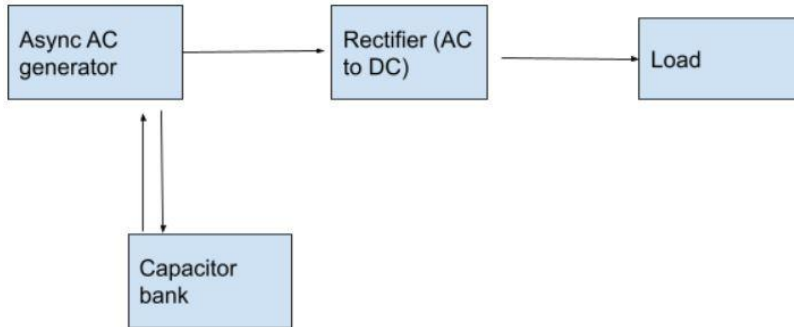 Async AC
generator
Rectifier (AC
to DC)
Load
Capacitor
bank